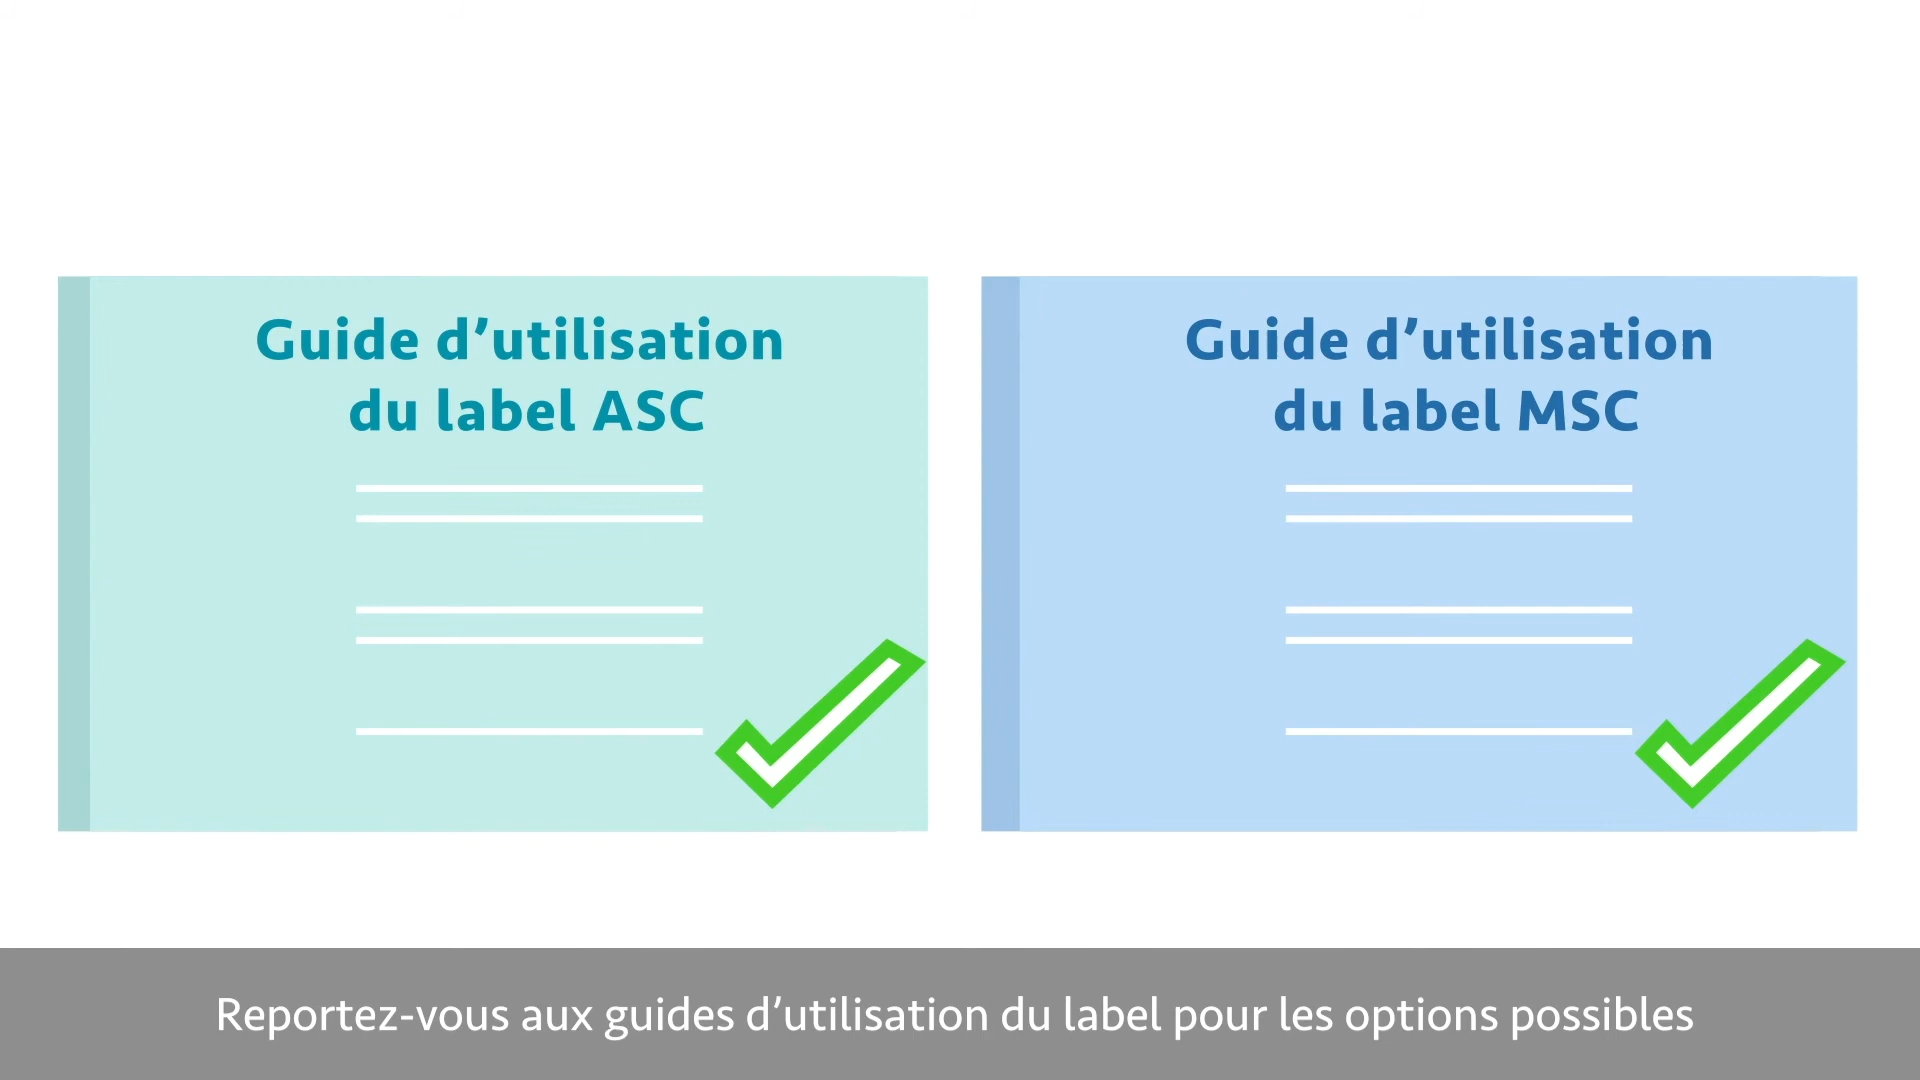 Guide d’utilisation
du label ASC
Guide d’utilisation
du label MSC
Reportez-vous aux guides d’utilisation du label pour les options possibles